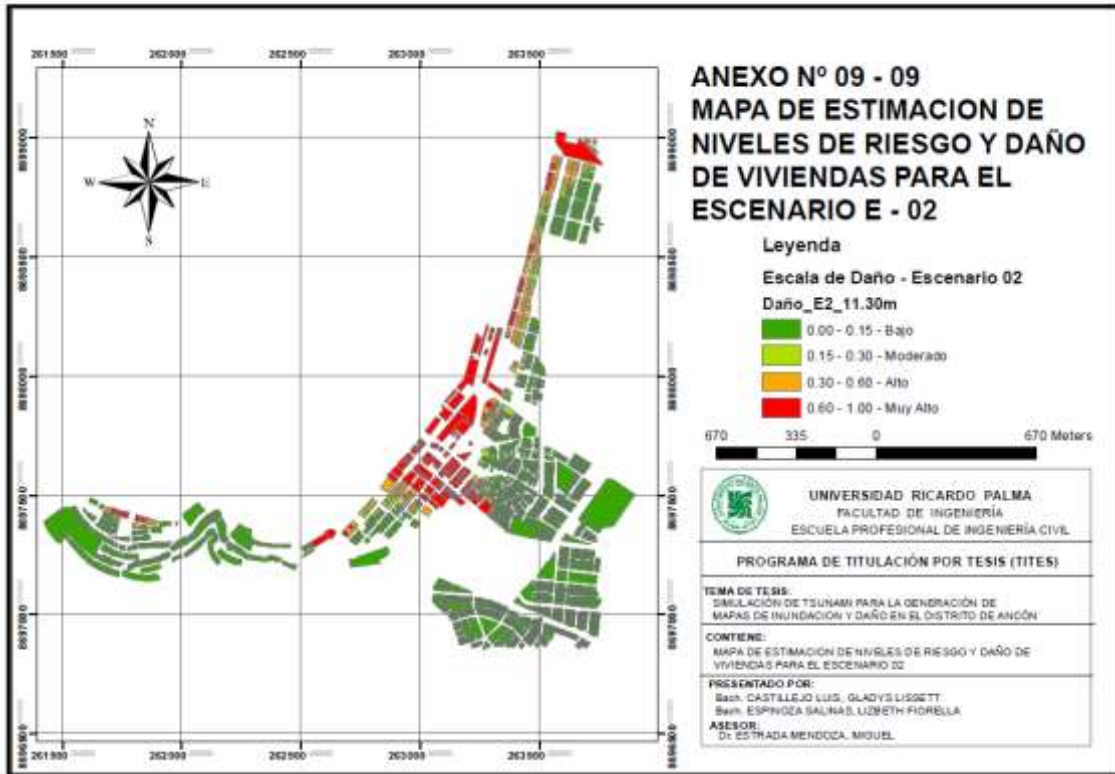 ANEXO Nº 09 - 09
MAPA DE ESTIMACION DE
NIVELES DE RIESGO Y DAÑO
DE VIVIENDAS PARA EL
ESCENARIO E - 02
Leyenda
Escala de Daño - Escenario 02
Daño_E2_11.30m
0.00 - 0.15 - Bajo
0.15 - 0.30 - Moderado
0.30 - 0.60 - Alto
0.60 - 1.00 - Muy Alto
670 335 0 670 Meters
UNIVERSIDAD RICARDO PALMA
FACULTAD DE INGENIERÍA
ESCUELA PROFESIONAL DE INGENIERÍA CIVIL
PROGRAMA DE TITULACIÓN POR TESIS (TITES)
TEMA DE TESIS:
SIMULACIÓN DE TSUNAMI PARA LA GENERACIÓN DE
MAPAS DE INUNDACION Y DAÑO EN EL DISTRITO DE ANCÓN
CONTIENE:
MAPA DE ESTIMACION DE NIVELES DE RIESGO Y DAÑO DE
VIVIENDAS PARA EL ESCENARIO 02
PRESENTADO POR:
Bach. CASTILLEJO LUIS, GLADYS LISSETT
Bach. ESPINOZA SALINAS, LIZBETH FIORELLA
ASESOR:
Dr. ESTRADA MENDOZA, MIGUEL
N
W E
S